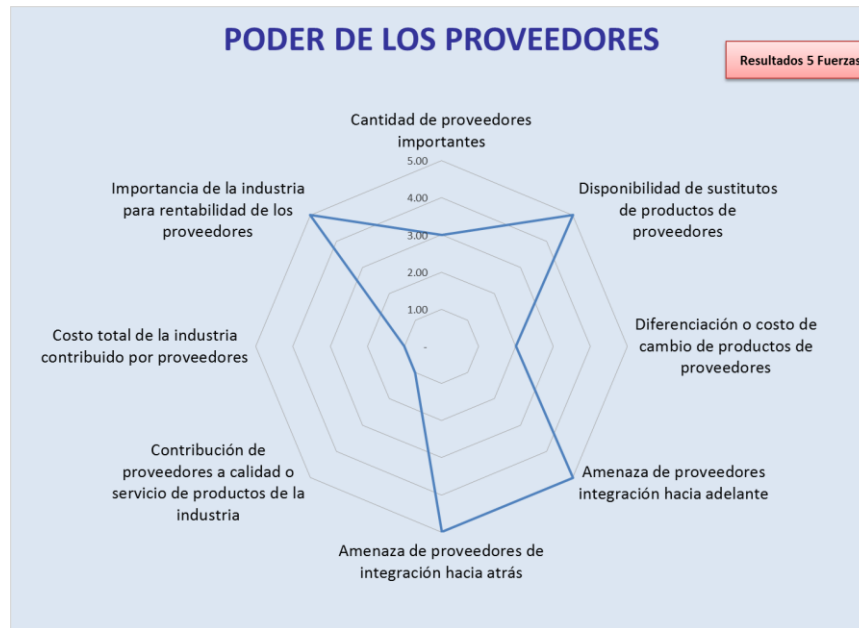 PODER DE LOS PROVEEDORES
Resultados 5 Fuerzas
Cantidad de proveedores
importantes
5.00
4.00
3.00
2.00
1.00
-
Disponibilidad de sustitutos
de productos de
proveedores
Diferenciación o costo de
cambio de productos de
proveedores
Amenaza de proveedores
integración hacia adelante
Amenaza de proveedores de
integración hacia atrás
Contribución de
proveedores a calidad o
servicio de productos de la
industria
Costo total de la industria
contribuido por proveedores
Importancia de la industria
para rentabilidad de los
proveedores